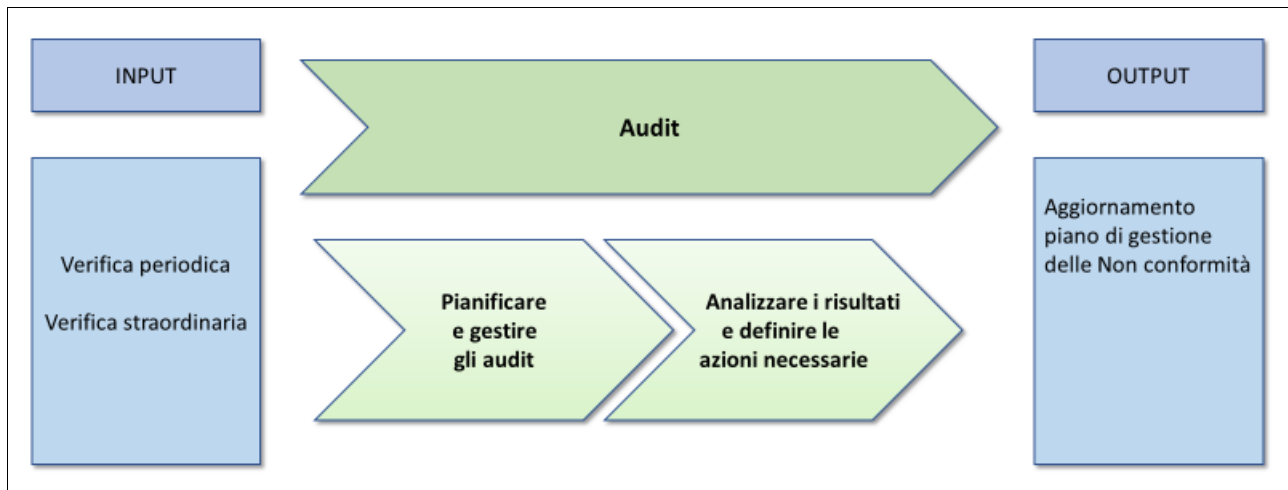 INPUT
Verifica periodica
Verifica straordinaria
Audit
Pianificare
e gestire
gli audit
Analizzare i risultati
e definire le
azioni necessarie
OUTPUT
Aggiornamento
piano di gestione
delle Non conformità